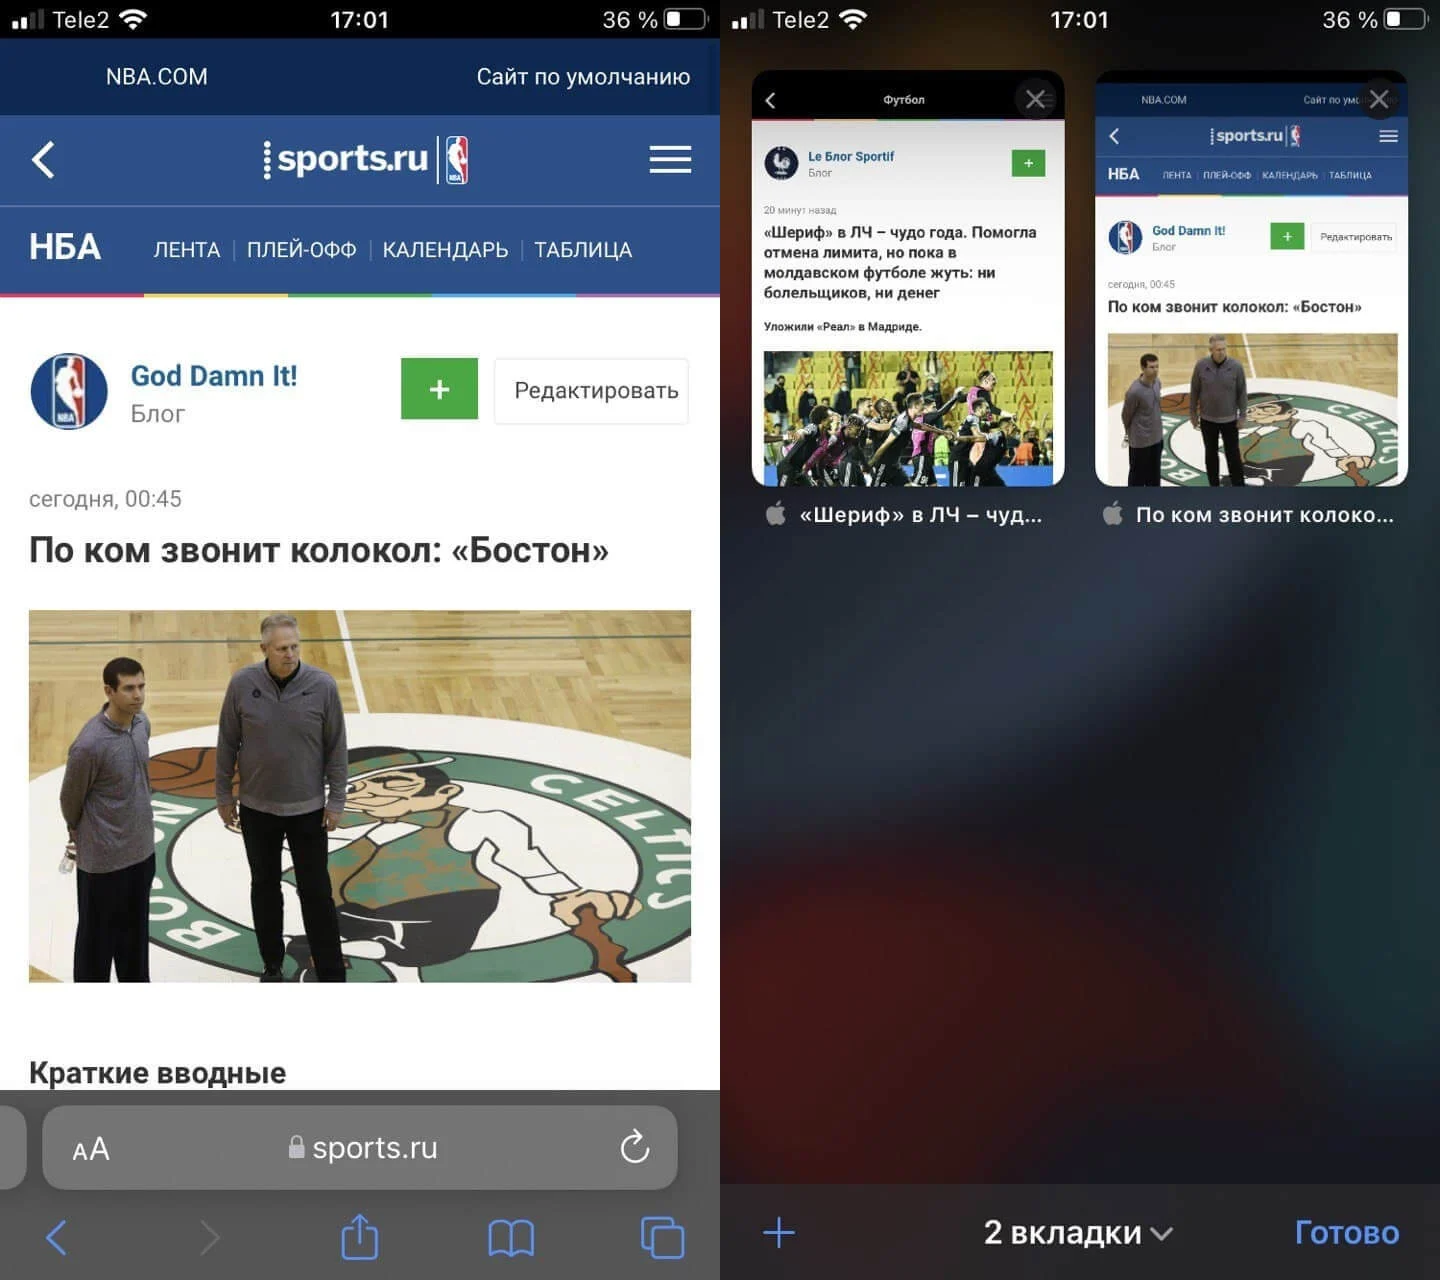 Tele2
17:01
36 %
NBA.COM
Сайт по умолчанию
sports.ru
NBA
НБА
ЛЕНТА
ПЛЕЙ-ОФФ
КАЛЕНДАРЬ
ТАБЛИЦА
NBA
God Damn It!
Блог
+
Редактировать
сегодня, 00:45
По ком звонит колокол: «Бостон»
BOS
CELTICS
Краткие вводные
AA
sports.ru
Tele2
17:01
36 %
Футбол
Le Блог Sportif
Блог
+
20 минут назад
«Шериф» в ЛЧ – чудо года. Помогла
отмена лимита, но пока в
молдавском футболе жуть: ни
болельщиков, ни денег
Уложили «Реал» в Мадриде.
«Шериф» в ЛЧ – чуд...
NBA.COM
Сайт по умо
sports.ru
НБА
ЛЕНТА
ПЛЕЙ-ОФФ
КАЛЕНДАРЬ
ТАБЛИЦА
God Damn It!
Блог
+
Редактировать
сегодня, 00:45
По ком звонит колокол: «Бостон»
По ком звонит колоко...
2 вкладки
Готово